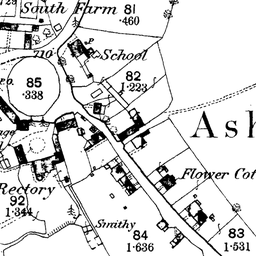 South Farm
81
.460
School
82
1.223
85
.338
Ash
Rectory
92
1.344
Flower Cot
Smithy
84
1.636
83
1.531